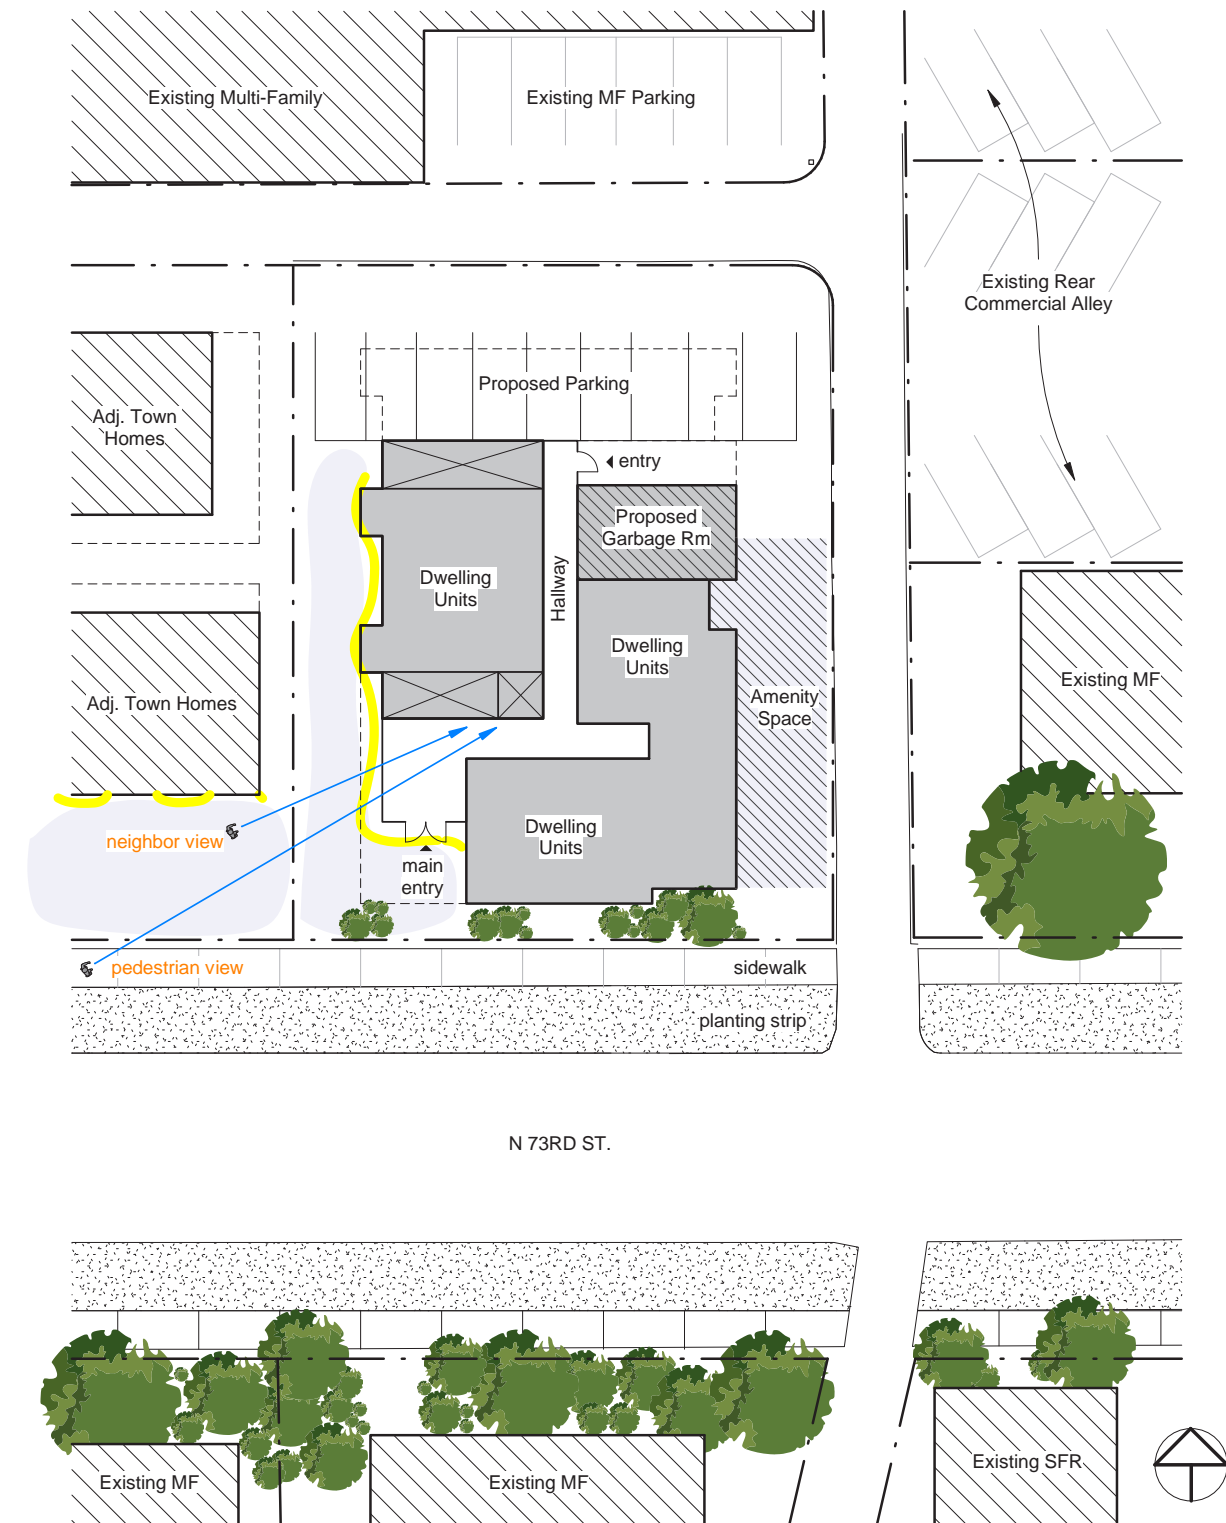 Existing Multi-Family
Existing MF Parking
Existing Rear
Commercial Alley
Proposed Parking
Adj. Town
Homes
entry
Proposed
Garbage Rm
Dwelling
Units
Hallway
Dwelling
Units
Existing MF
Adj. Town Homes
Amenity
Space
Dwelling
Units
neighbor view
main
entry
pedestrian view
sidewalk
planting strip
N 73RD ST.
Existing MF
Existing MF
Existing SFR